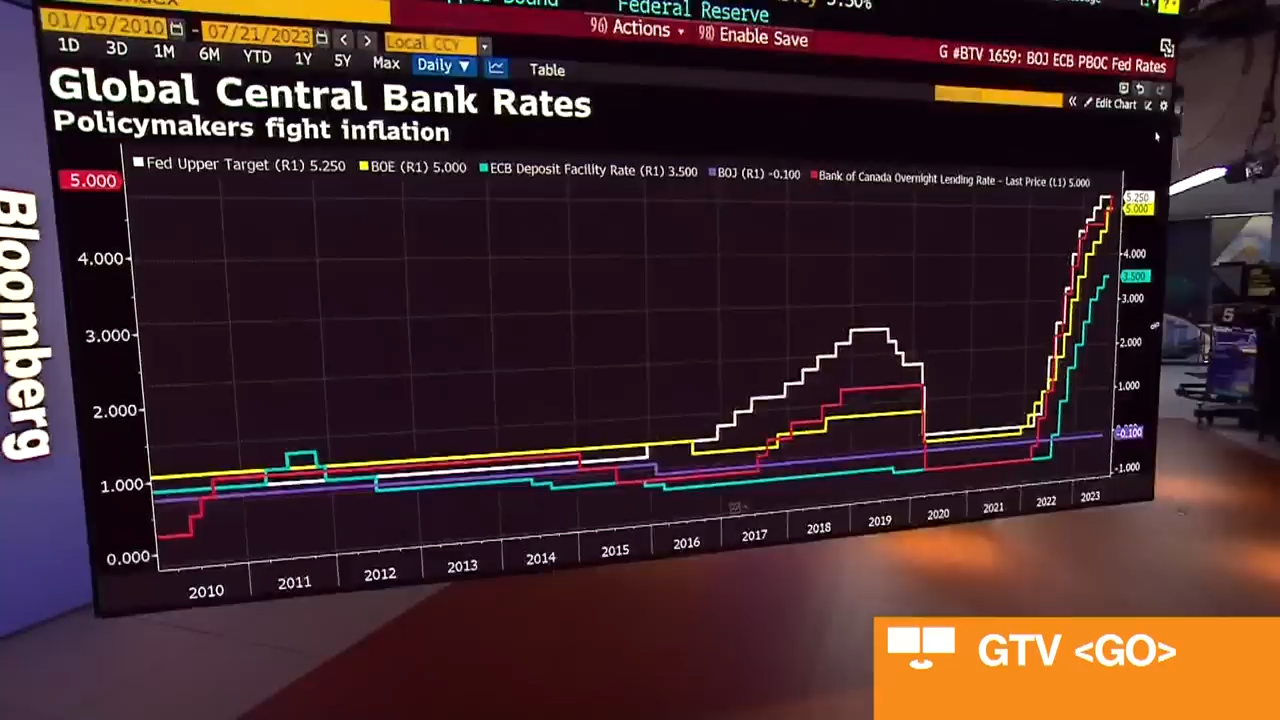 Federal Reserve
5.50%
01/19/2010 - 07/21/2023 < > Local CCY
96) Actions 98) Enable Save
G #BTV 1659: BOJ ECB PBOC Fed Rates
1D 3D 1M 6M YTD 1Y 5Y Max Daily ▼ Table
« Edit Chart
Global Central Bank Rates
Policymakers fight inflation
Fed Upper Target (R1) 5.250 BOE (R1) 5.000 ECB Deposit Facility Rate (R1) 3.500 BOJ (R1) -0.100 Bank of Canada Overnight Lending Rate - Last Price (L1) 5.000
5.000
4.000
3.000
2.000
1.000
0.000
5.250
5.000
4.000
3.500
3.000
2.000
1.000
-0.100
-1.000
2010 2011 2012 2013 2014 2015 2016 2017 2018 2019 2020 2021 2022 2023
Bloomberg
5
GTV <GO>